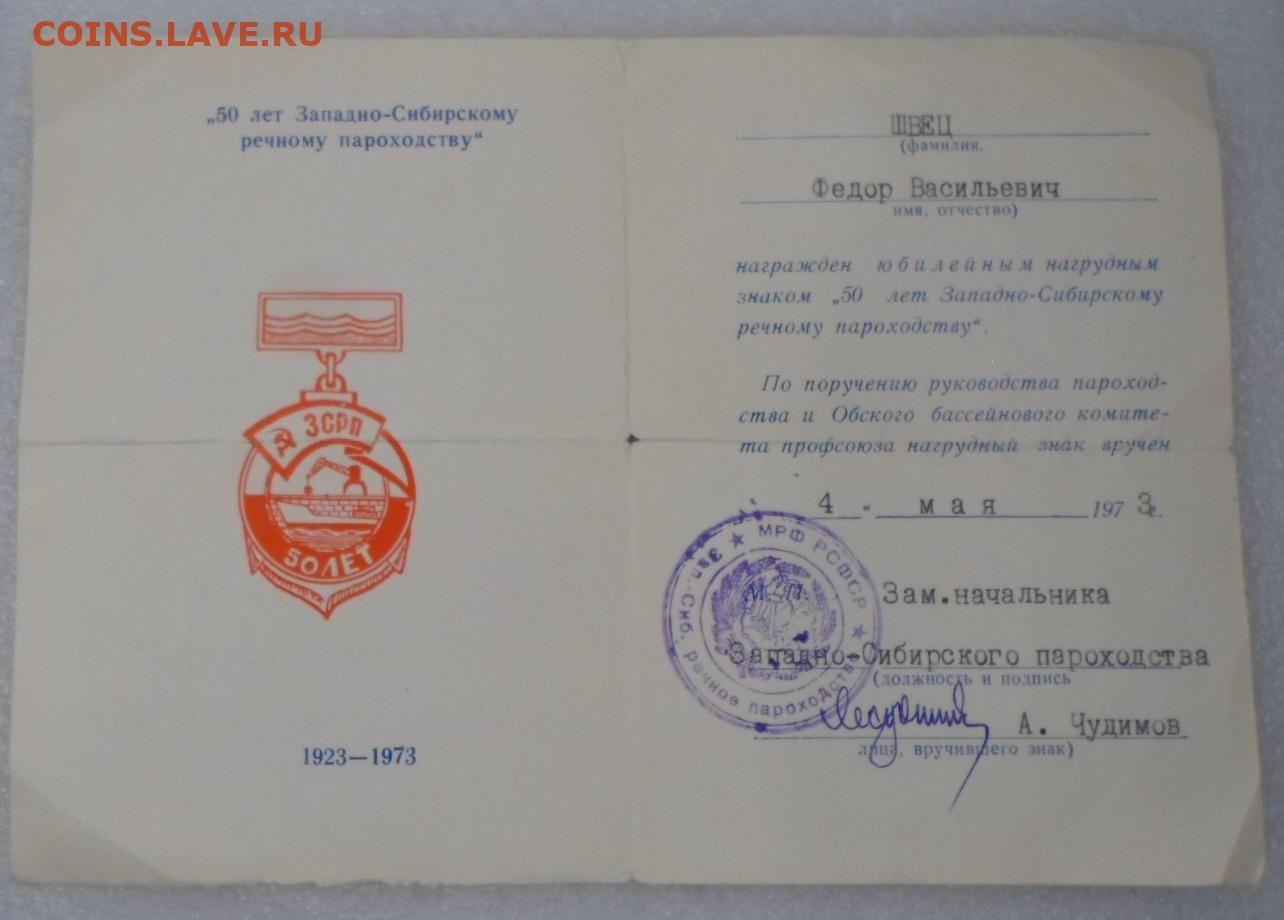 COINS.LAVE.RU
„50 лет Западно-Сибирскому
речному пароходству“
ЗСРП
50 ЛЕТ
1923—1973
ШВЕЦ
(фамилия,
Федор Васильевич
имя, отчество)
награжден юбилейным нагрудным
знаком „50 лет Западно-Сибирскому
речному пароходству“.
По поручению руководства пароход-
ства и Обского бассейнового комите-
та профсоюза нагрудный знак вручен
4 “ мая 1973г.
МРФ РСФСР
Зап.-Сиб. речное пароходство
М. П.
Зам.начальника
Западно-Сибирского пароходства
(должность и подпись
А. Чудимов
лица, вручившего знак)